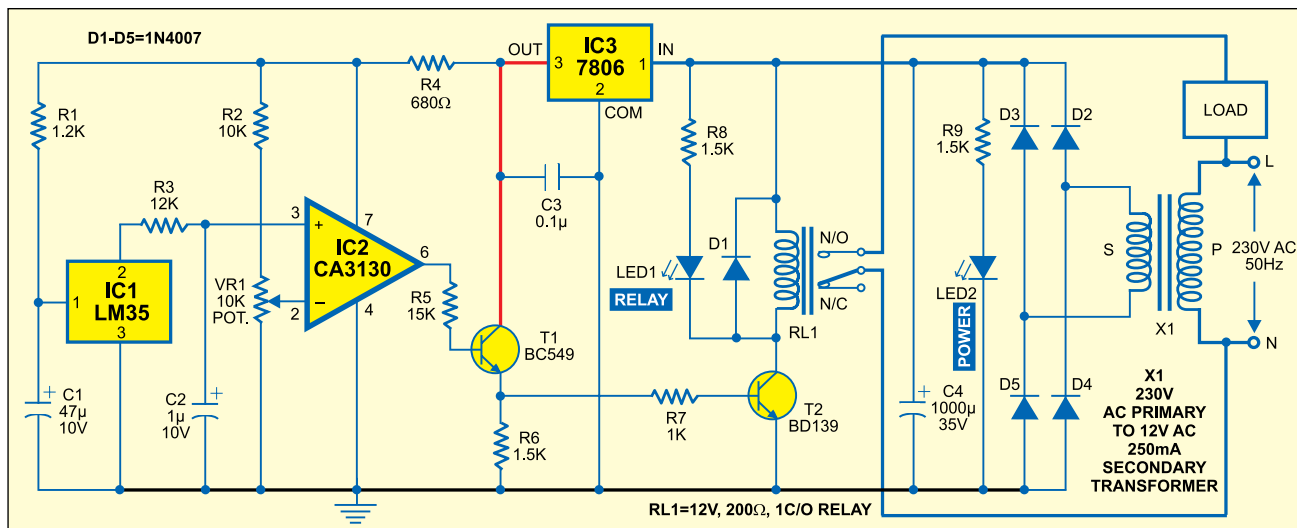 D1-D5=1N4007
R1
1.2K
R2
10K
R3
12K
R4
680Ω
OUT
IC3
7806
IN
3
1
2
COM
C3
0.1µ
2
1
IC1
LM35
3
VR1
10K
POT.
3
+
7
IC2
CA3130
6
–
2
4
R5
15K
T1
BC549
C1
+
47µ
10V
C2
+
1µ
10V
R6
1.5K
R7
1K
T2
BD139
R8
1.5K
LED1
RELAY
D1
N/O
N/C
RL1
R9
1.5K
LED2
POWER
+
C4
1000µ
35V
D3
D2
D5
D4
LOAD
L
S
P
230V AC
50Hz
X1
N
X1
230V
AC PRIMARY
TO 12V AC
250mA
SECONDARY
TRANSFORMER
RL1=12V, 200Ω, 1C/O RELAY